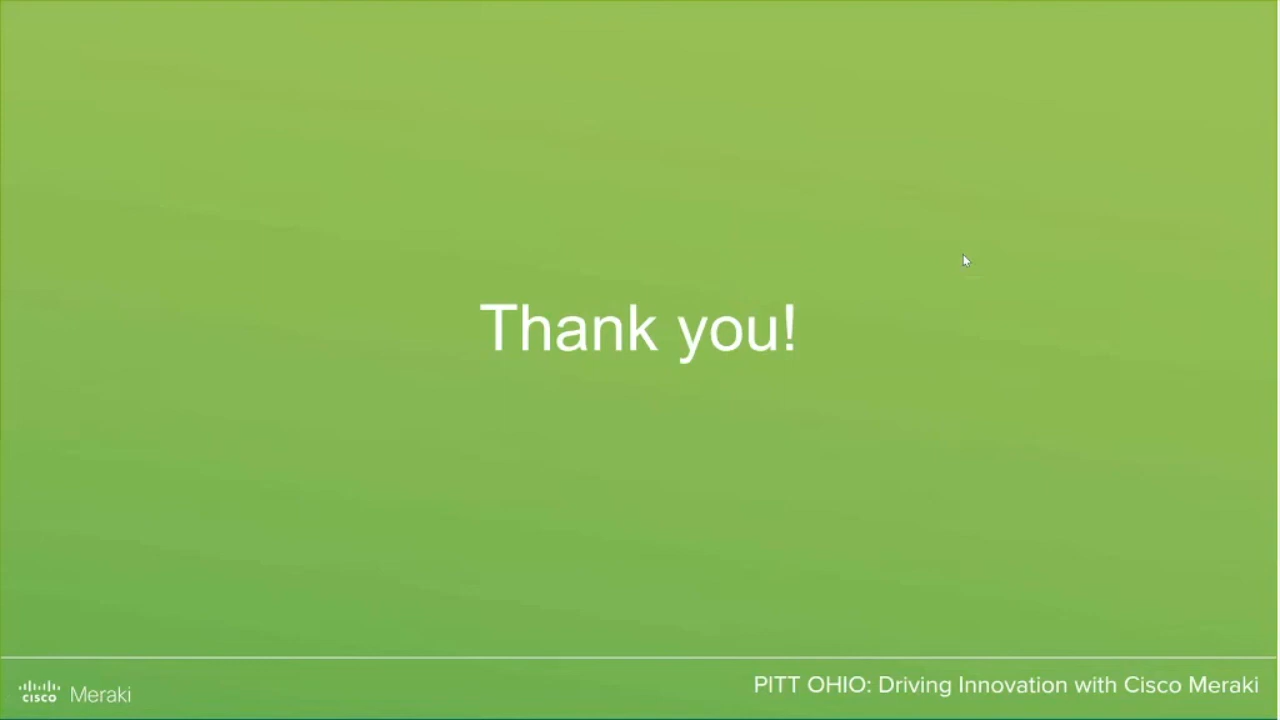 Thank you!
PITT OHIO: Driving Innovation with Cisco Meraki
CISCO Meraki